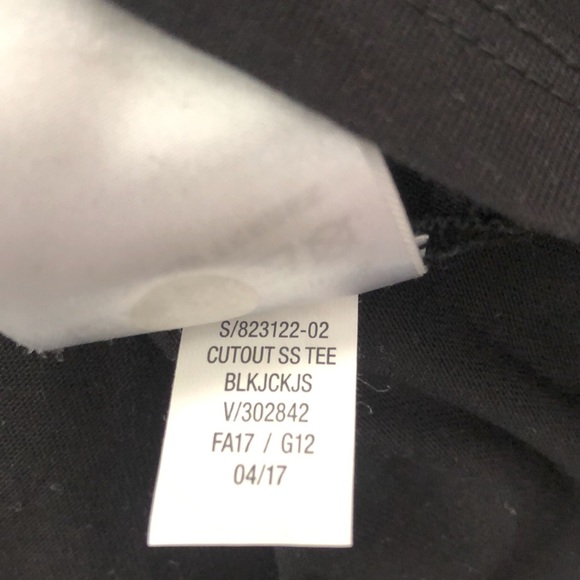 S/823122-02
CUTOUT SS TEE
BLKJCKJS
V/302842
FA17 / G12
04/17